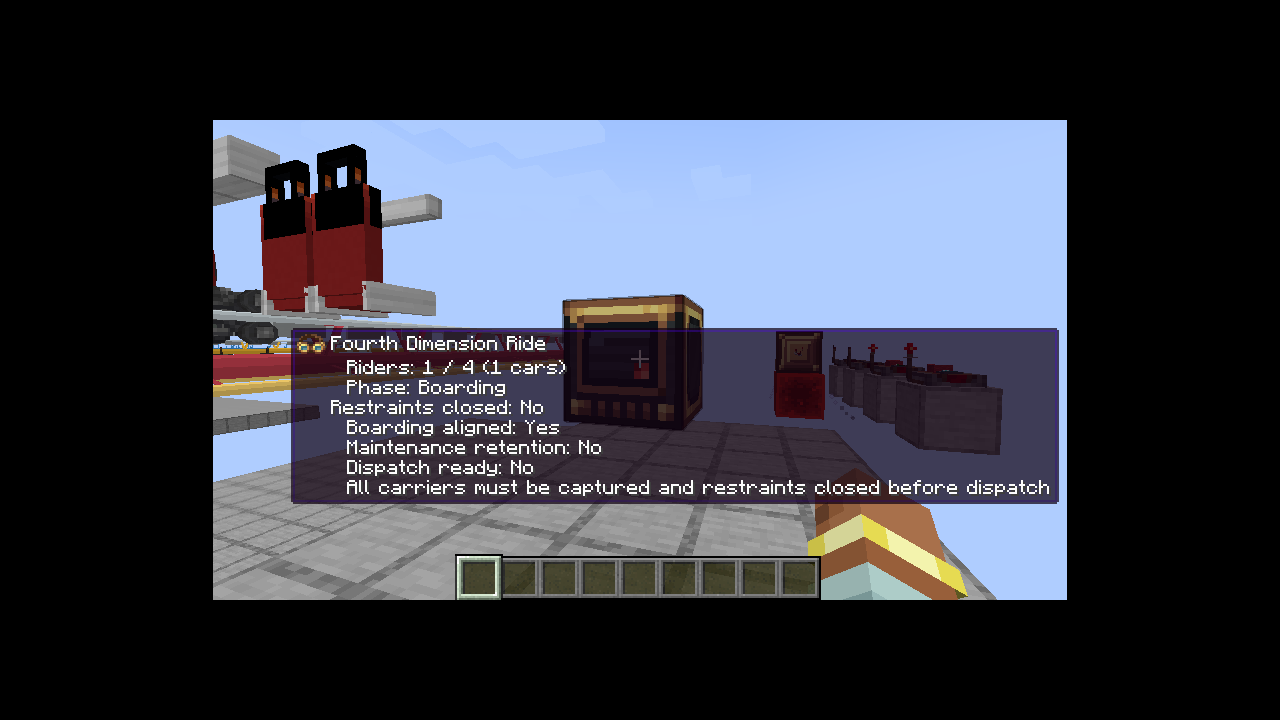 Fourth Dimension Ride
Riders: 1 / 4 (1 cars)
Phase: Boarding
Restraints closed: No
Boarding aligned: Yes
Maintenance retention: No
Dispatch ready: No
All carriers must be captured and restraints closed before dispatch